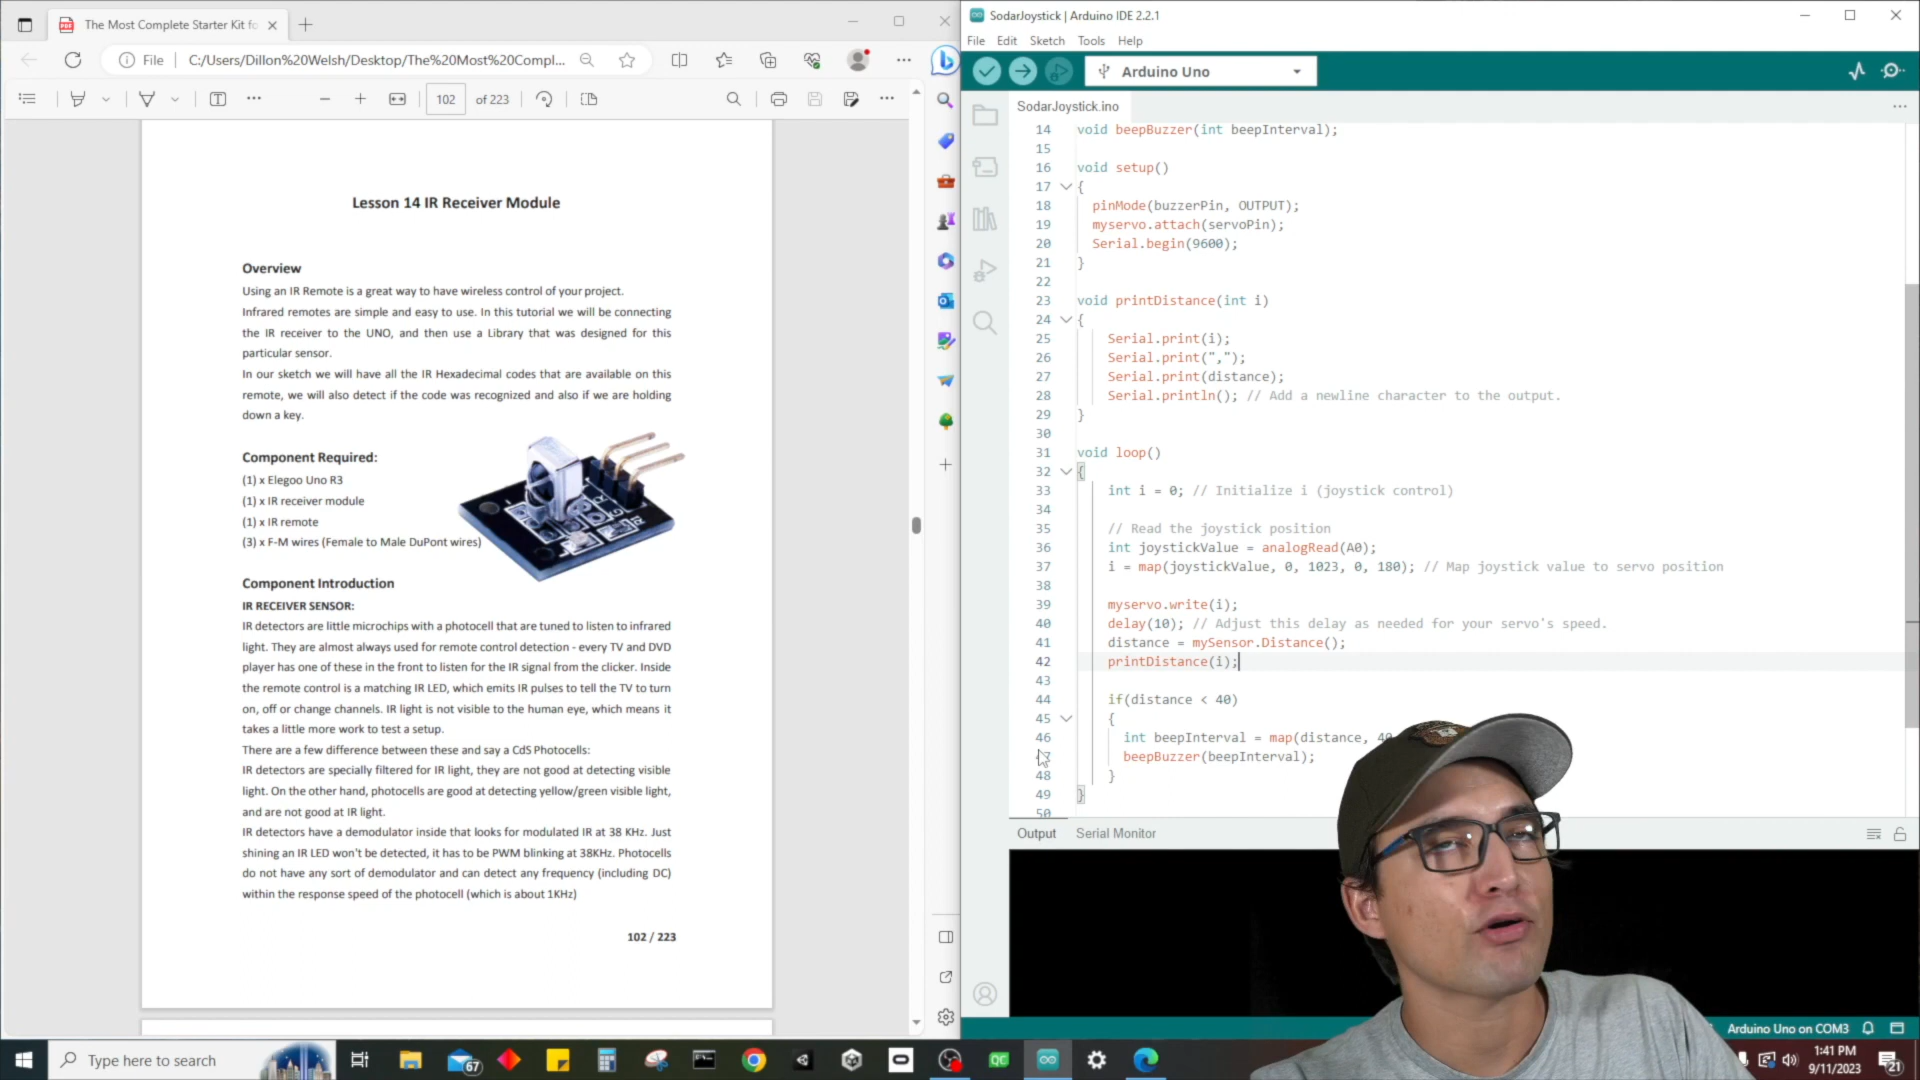 The Most Complete Starter Kit fo
File
C:/Users/Dillon%20Welsh/Desktop/The%20Most%20Compl...
102 of 223
Lesson 14 IR Receiver Module
Overview
Using an IR Remote is a great way to have wireless control of your project.
Infrared remotes are simple and easy to use. In this tutorial we will be connecting
the IR receiver to the UNO, and then use a Library that was designed for this
particular sensor.
In our sketch we will have all the IR Hexadecimal codes that are available on this
remote, we will also detect if the code was recognized and also if we are holding
down a key.
Component Required:
(1) x Elegoo Uno R3
(1) x IR receiver module
(1) x IR remote
(3) x F-M wires (Female to Male DuPont wires)
Component Introduction
IR RECEIVER SENSOR:
IR detectors are little microchips with a photocell that are tuned to listen to infrared
light. They are almost always used for remote control detection - every TV and DVD
player has one of these in the front to listen for the IR signal from the clicker. Inside
the remote control is a matching IR LED, which emits IR pulses to tell the TV to turn
on, off or change channels. IR light is not visible to the human eye, which means it
takes a little more work to test a setup.
There are a few difference between these and say a CdS Photocells:
IR detectors are specially filtered for IR light, they are not good at detecting visible
light. On the other hand, photocells are good at detecting yellow/green visible light,
and are not good at IR light.
IR detectors have a demodulator inside that looks for modulated IR at 38 KHz. Just
shining an IR LED won't be detected, it has to be PWM blinking at 38KHz. Photocells
do not have any sort of demodulator and can detect any frequency (including DC)
within the response speed of the photocell (which is about 1KHz)
102 / 223
SodarJoystick | Arduino IDE 2.2.1
File Edit Sketch Tools Help
Arduino Uno
SodarJoystick.ino
14 void beepBuzzer(int beepInterval);
15
16 void setup()
17 {
18 pinMode(buzzerPin, OUTPUT);
19 myservo.attach(servoPin);
20 Serial.begin(9600);
21 }
22
23 void printDistance(int i)
24 {
25 Serial.print(i);
26 Serial.print(",");
27 Serial.print(distance);
28 Serial.println(); // Add a newline character to the output.
29 }
30
31 void loop()
32 {
33 int i = 0; // Initialize i (joystick control)
34
35 // Read the joystick position
36 int joystickValue = analogRead(A0);
37 i = map(joystickValue, 0, 1023, 0, 180); // Map joystick value to servo position
38
39 myservo.write(i);
40 delay(10); // Adjust this delay as needed for your servo's speed.
41 distance = mySensor.Distance();
42 printDistance(i);
43
44 if(distance < 40)
45 {
46 int beepInterval = map(distance,
beepBuzzer(beepInterval);
48 }
49 }
50
Output Serial Monitor
Arduino Uno on COM3
Type here to search
67
QC
1:41 PM
9/11/2023
21